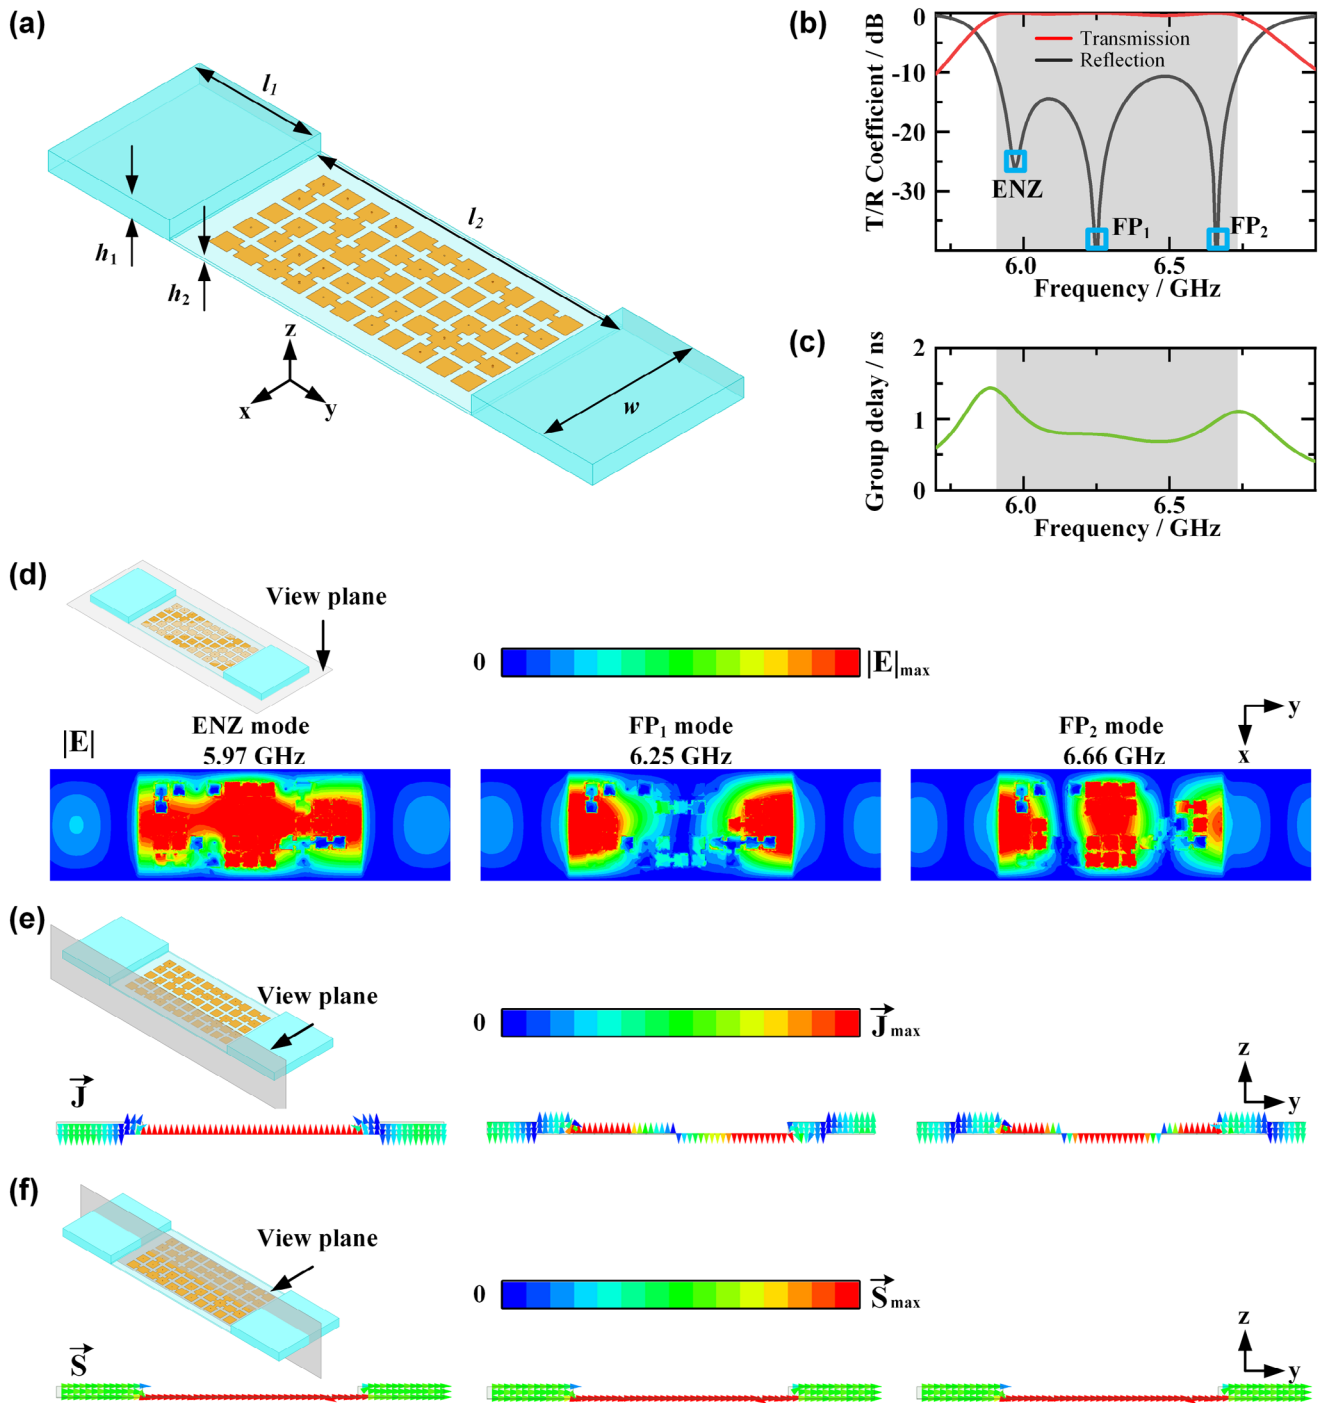 (a)
l1
l2
h1
h2
w
z
x
y
(b)
T/R Coefficient / dB
0
-10
-20
-30
Transmission
Reflection
ENZ
FP1
FP2
6.0
6.5
Frequency / GHz
(c)
Group delay / ns
2
1
0
6.0
6.5
Frequency / GHz
(d)
View plane
0
|E|max
|E|
ENZ mode
5.97 GHz
FP1 mode
6.25 GHz
FP2 mode
6.66 GHz
y
x
(e)
View plane
0
Jmax
J
z
y
(f)
View plane
0
Smax
S
z
y